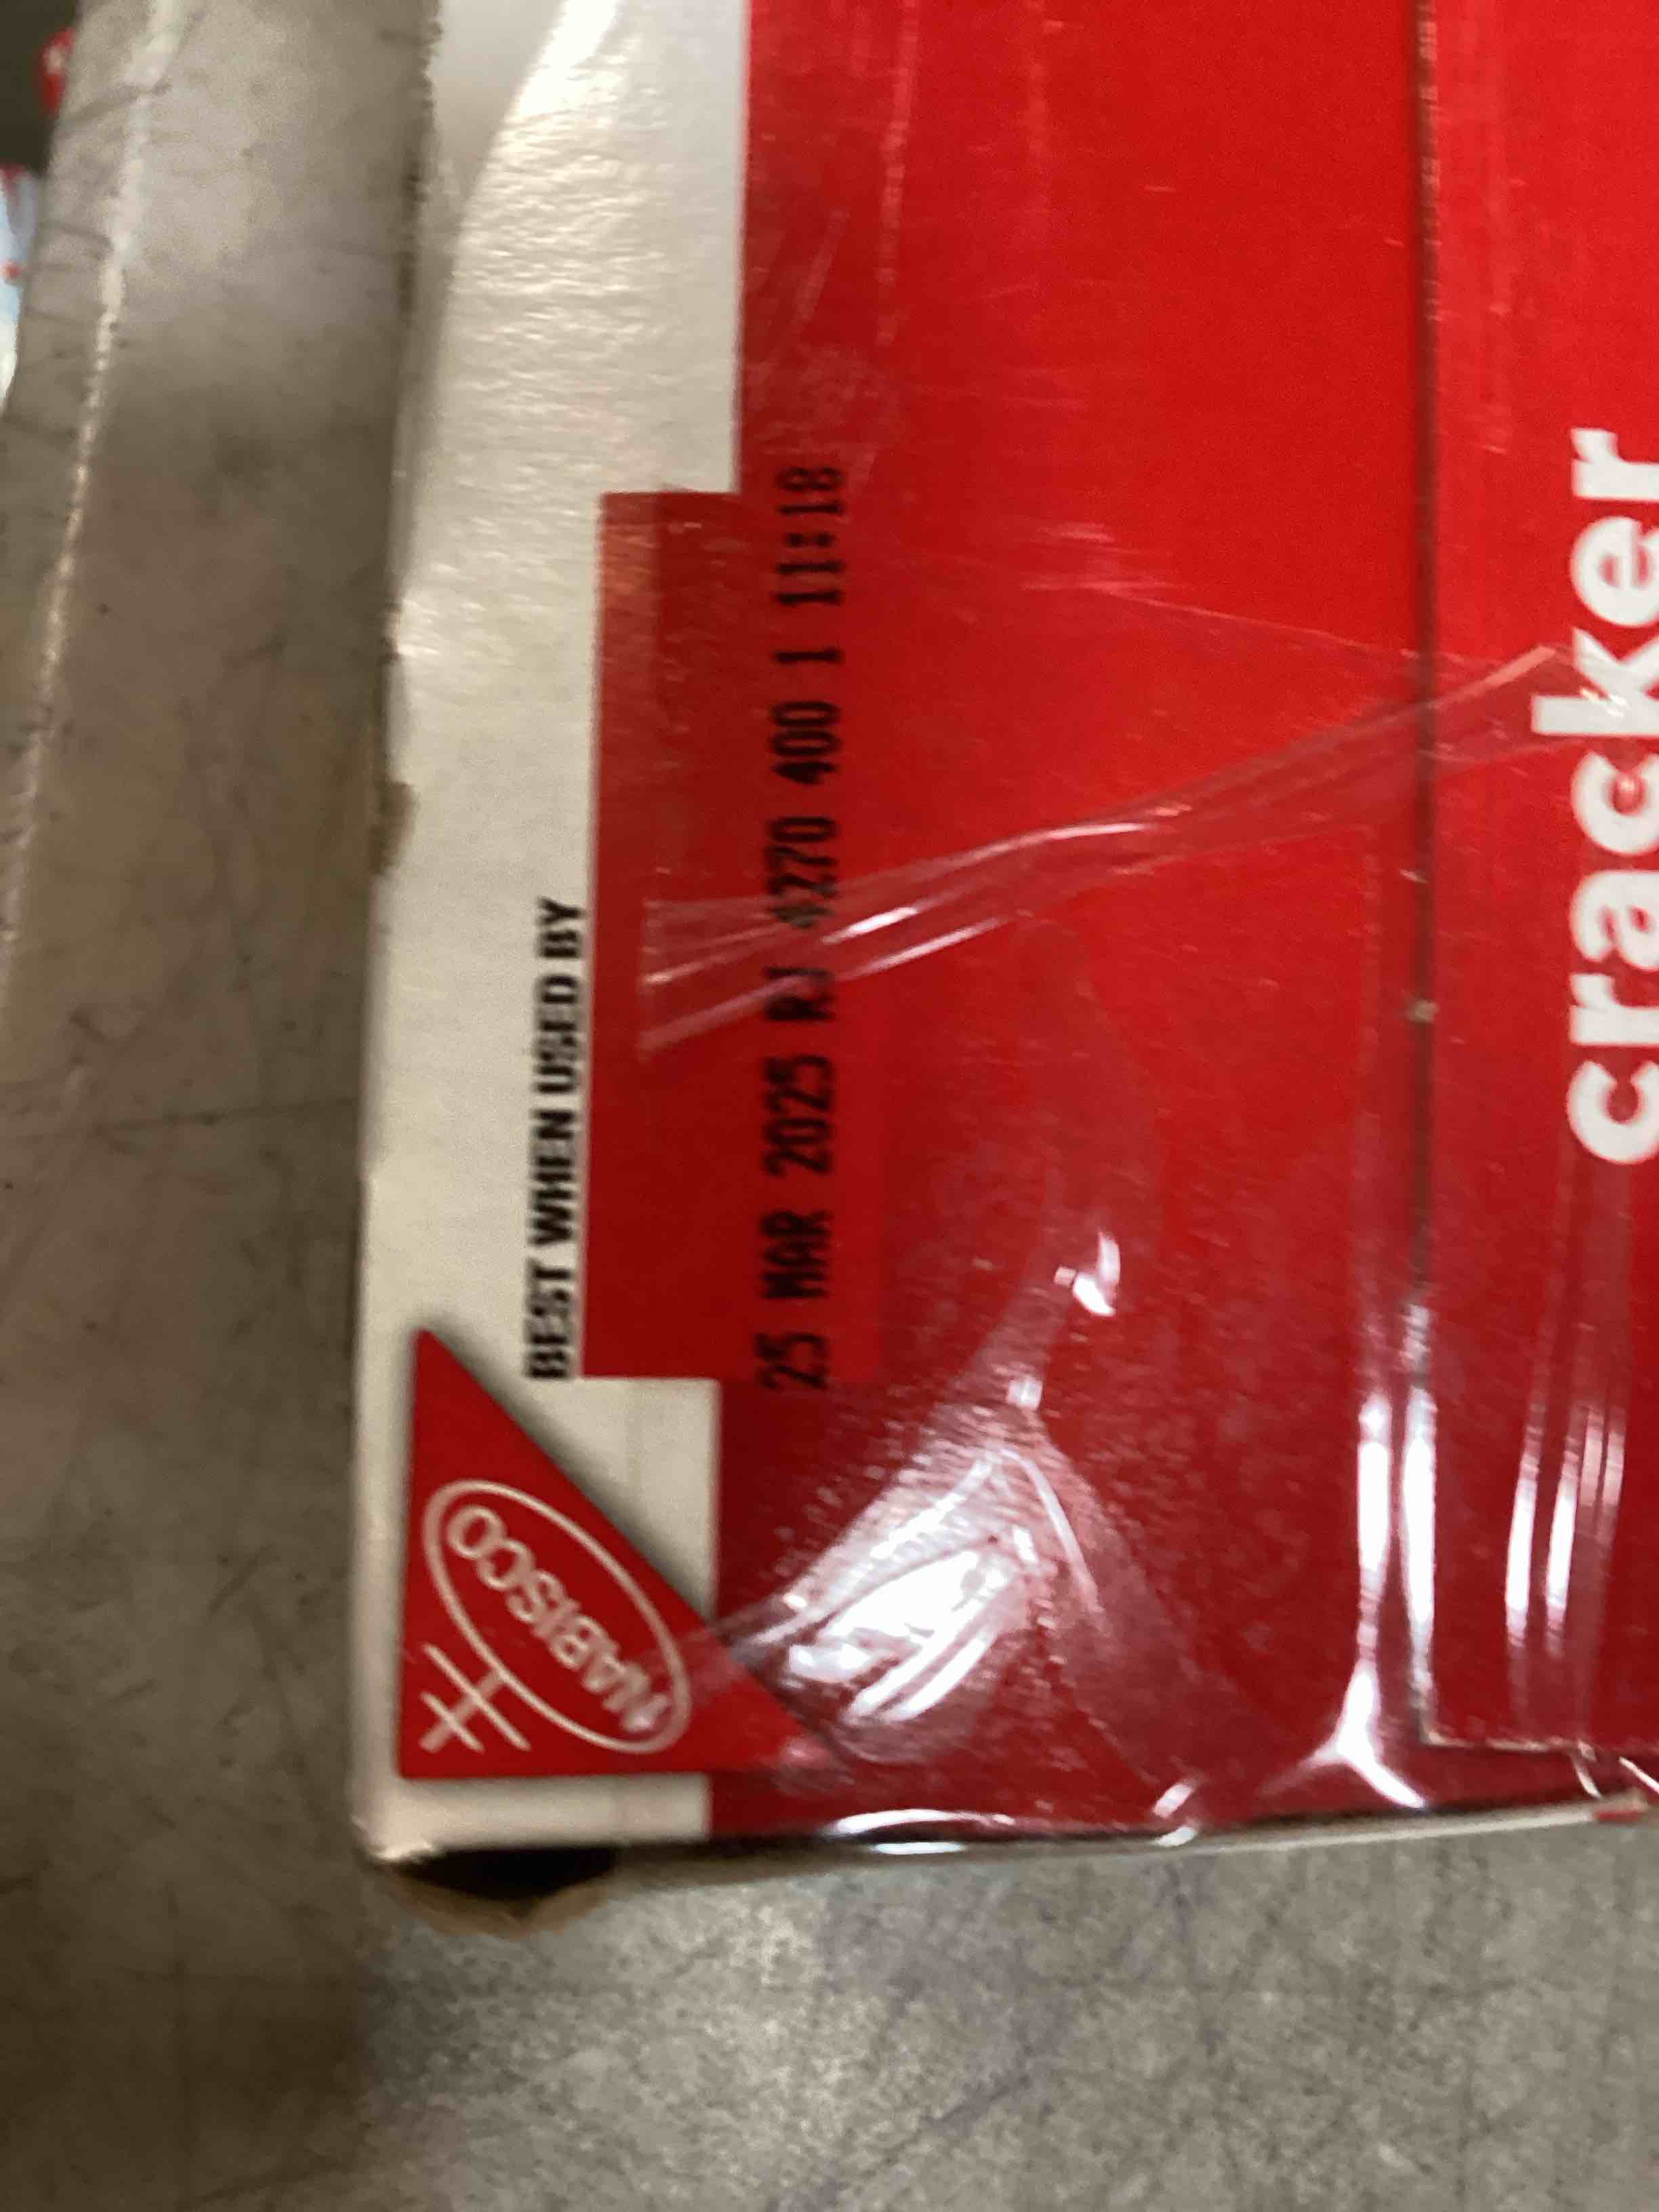 BEST WHEN USED BY
25 MAR 2025 RJ 4270 400 1 11:18
NABISCO
cracker